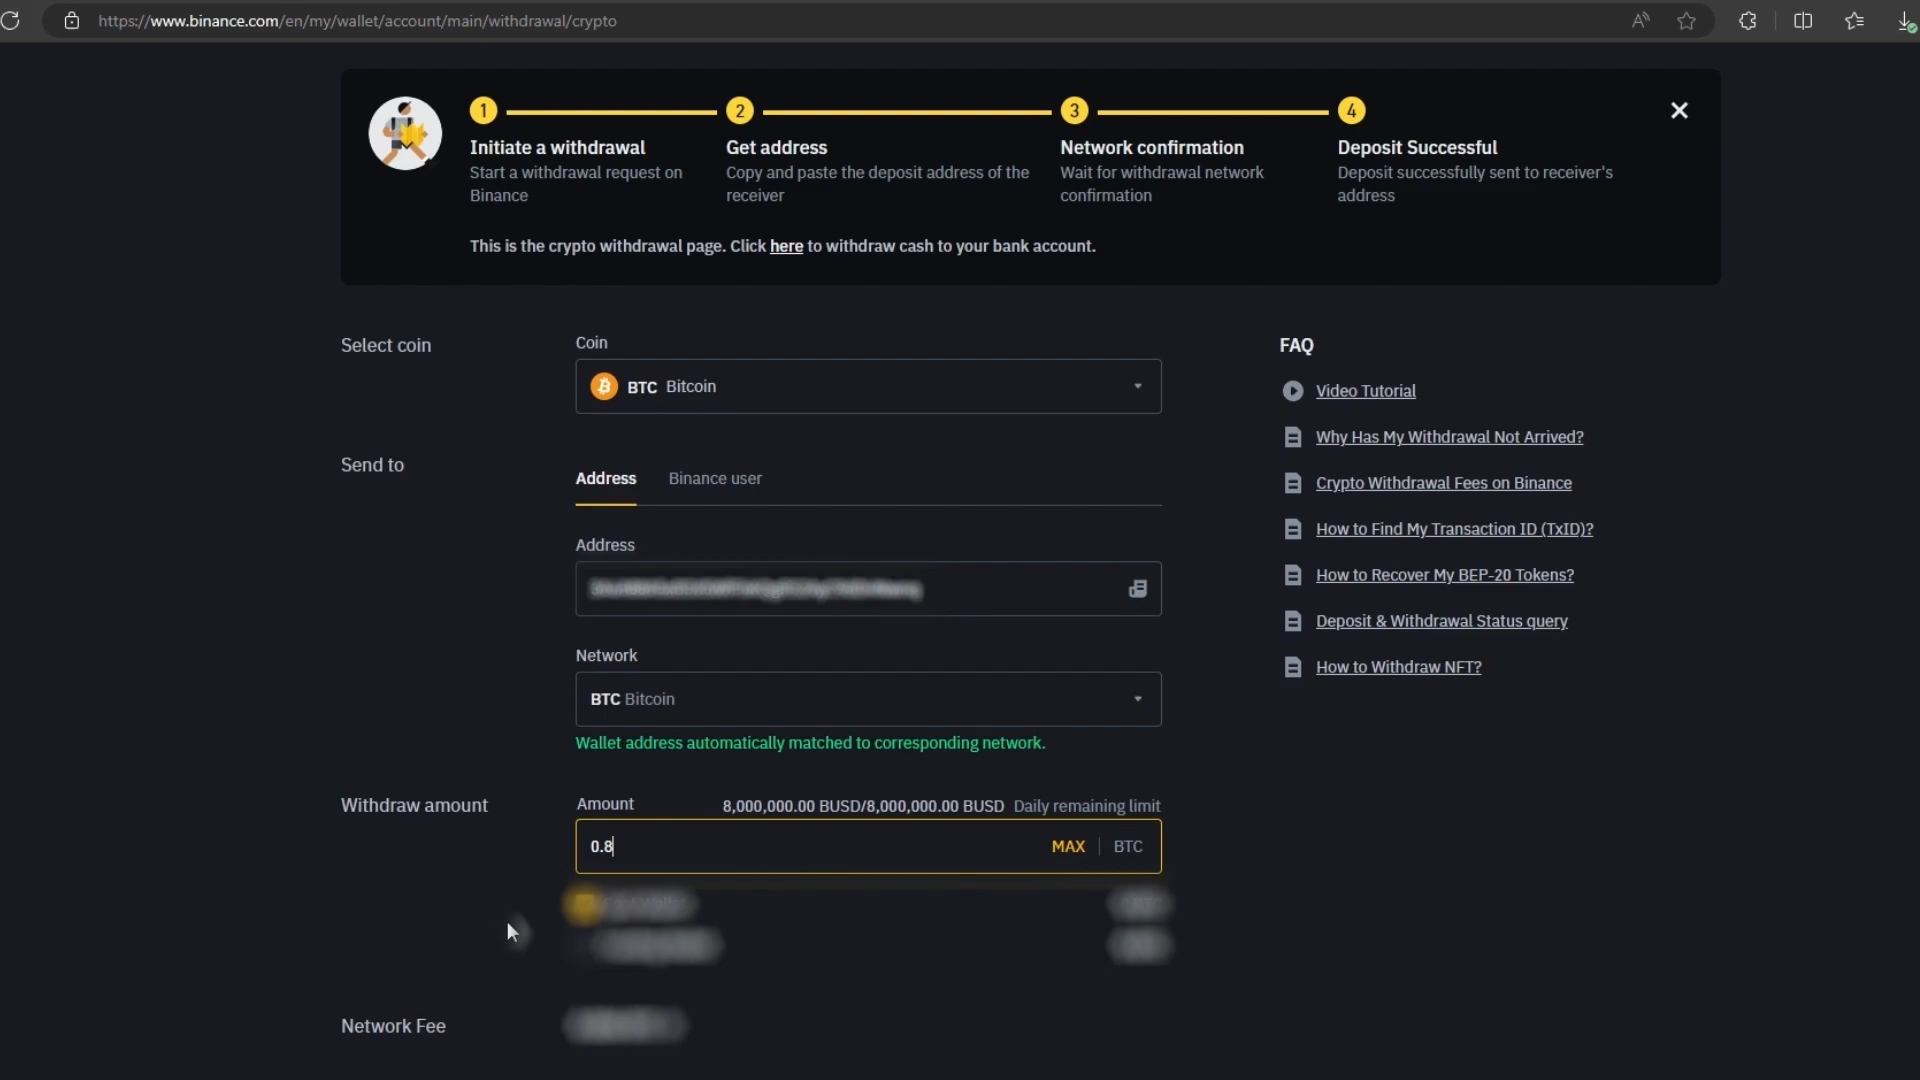 https://www.binance.com/en/my/wallet/account/main/withdrawal/crypto
1
2
3
4
Initiate a withdrawal
Start a withdrawal request on
Binance
Get address
Copy and paste the deposit address of the
receiver
Network confirmation
Wait for withdrawal network
confirmation
Deposit Successful
Deposit successfully sent to receiver's
address
This is the crypto withdrawal page. Click here to withdraw cash to your bank account.
Select coin
Coin
BTC Bitcoin
Send to
Address Binance user
Address
Network
BTC Bitcoin
Wallet address automatically matched to corresponding network.
Withdraw amount
Amount 8,000,000.00 BUSD/8,000,000.00 BUSD Daily remaining limit
0.8 MAX BTC
Network Fee
FAQ
Video Tutorial
Why Has My Withdrawal Not Arrived?
Crypto Withdrawal Fees on Binance
How to Find My Transaction ID (TxID)?
How to Recover My BEP-20 Tokens?
Deposit & Withdrawal Status query
How to Withdraw NFT?